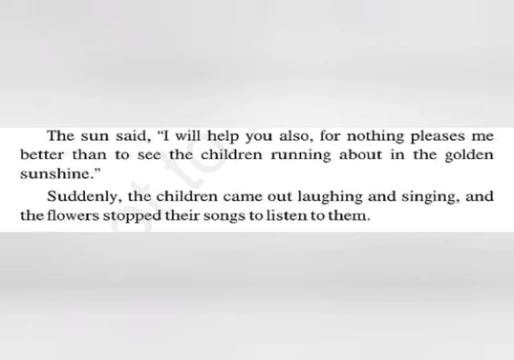 The sun said, “I will help you also, for nothing pleases me
better than to see the children running about in the golden
sunshine.”
Suddenly, the children came out laughing and singing, and
the flowers stopped their songs to listen to them.